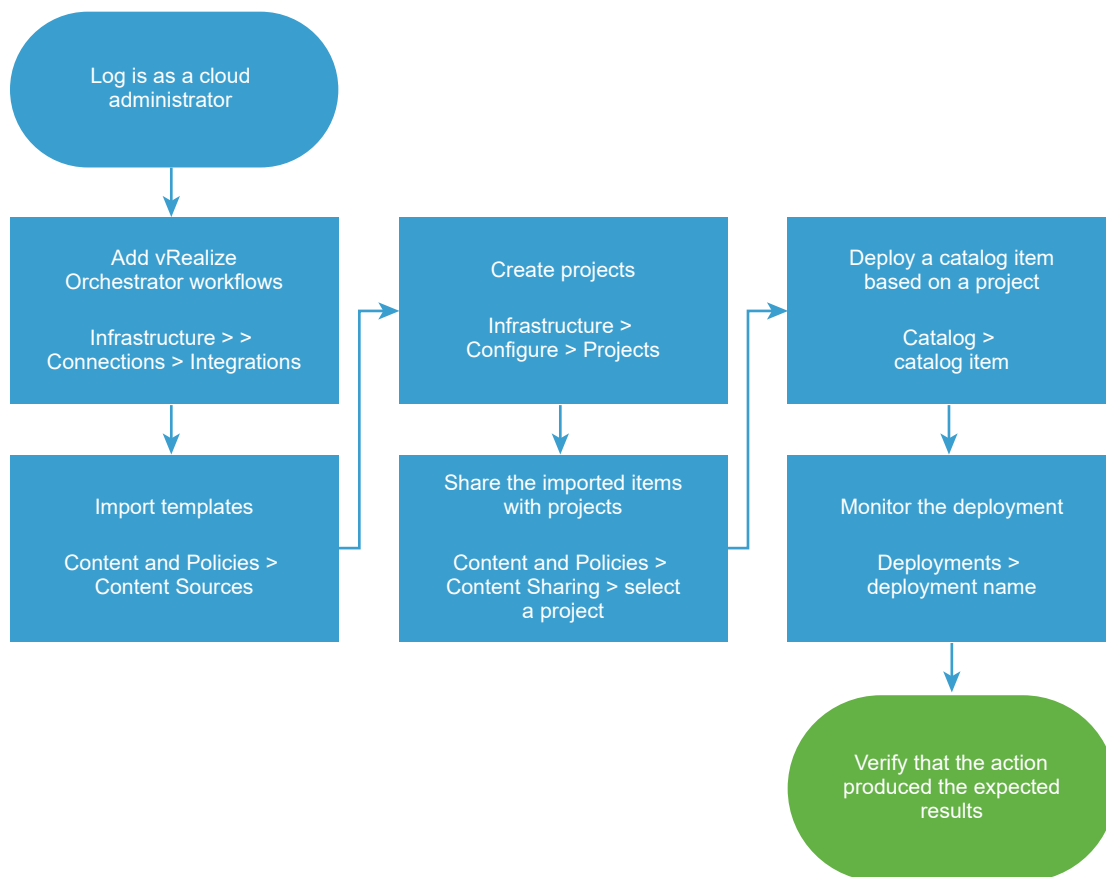 Log is as a cloud
administrator
Add vRealize
Orchestrator workflows
Infrastructure > >
Connections > Integrations
Import templates
Content and Policies >
Content Sources
Create projects
Infrastructure >
Configure > Projects
Share the imported items
with projects
Content and Policies >
Content Sharing > select
a project
Deploy a catalog item
based on a project
Catalog >
catalog item
Monitor the deployment
Deployments >
deployment name
Verify that the action
produced the expected
results